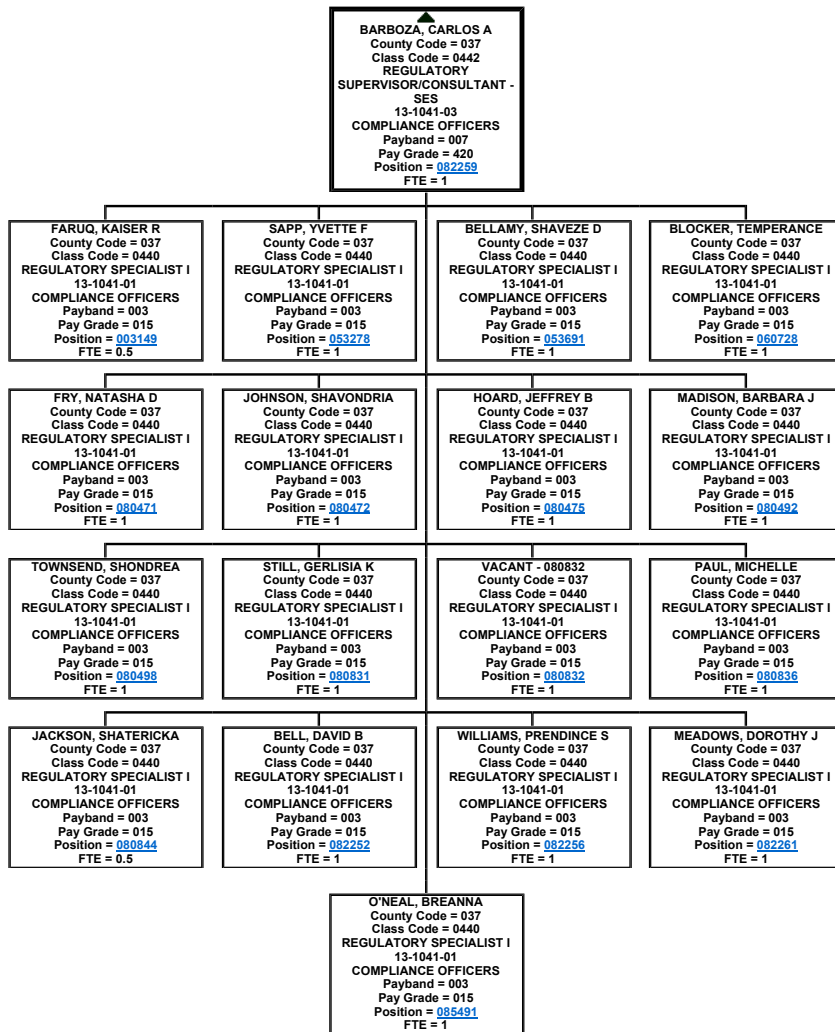 BARBOZA, CARLOS A
County Code = 037
Class Code = 0442
REGULATORY
SUPERVISOR/CONSULTANT -
SES
13-1041-03
COMPLIANCE OFFICERS
Payband = 007
Pay Grade = 420
Position = 082259
FTE = 1
FARUQ, KAISER R
County Code = 037
Class Code = 0440
REGULATORY SPECIALIST I
13-1041-01
COMPLIANCE OFFICERS
Payband = 003
Pay Grade = 015
Position = 003149
FTE = 0.5
SAPP, YVETTE F
County Code = 037
Class Code = 0440
REGULATORY SPECIALIST I
13-1041-01
COMPLIANCE OFFICERS
Payband = 003
Pay Grade = 015
Position = 053278
FTE = 1
BELLAMY, SHAVEZE D
County Code = 037
Class Code = 0440
REGULATORY SPECIALIST I
13-1041-01
COMPLIANCE OFFICERS
Payband = 003
Pay Grade = 015
Position = 053691
FTE = 1
BLOCKER, TEMPERANCE
County Code = 037
Class Code = 0440
REGULATORY SPECIALIST I
13-1041-01
COMPLIANCE OFFICERS
Payband = 003
Pay Grade = 015
Position = 060728
FTE = 1
FRY, NATASHA D
County Code = 037
Class Code = 0440
REGULATORY SPECIALIST I
13-1041-01
COMPLIANCE OFFICERS
Payband = 003
Pay Grade = 015
Position = 080471
FTE = 1
JOHNSON, SHAVONDRIA
County Code = 037
Class Code = 0440
REGULATORY SPECIALIST I
13-1041-01
COMPLIANCE OFFICERS
Payband = 003
Pay Grade = 015
Position = 080472
FTE = 1
HOARD, JEFFREY B
County Code = 037
Class Code = 0440
REGULATORY SPECIALIST I
13-1041-01
COMPLIANCE OFFICERS
Payband = 003
Pay Grade = 015
Position = 080475
FTE = 1
MADISON, BARBARA J
County Code = 037
Class Code = 0440
REGULATORY SPECIALIST I
13-1041-01
COMPLIANCE OFFICERS
Payband = 003
Pay Grade = 015
Position = 080492
FTE = 1
TOWNSEND, SHONDREA
County Code = 037
Class Code = 0440
REGULATORY SPECIALIST I
13-1041-01
COMPLIANCE OFFICERS
Payband = 003
Pay Grade = 015
Position = 080498
FTE = 1
STILL, GERLISIA K
County Code = 037
Class Code = 0440
REGULATORY SPECIALIST I
13-1041-01
COMPLIANCE OFFICERS
Payband = 003
Pay Grade = 015
Position = 080831
FTE = 1
VACANT - 080832
County Code = 037
Class Code = 0440
REGULATORY SPECIALIST I
13-1041-01
COMPLIANCE OFFICERS
Payband = 003
Pay Grade = 015
Position = 080832
FTE = 1
PAUL, MICHELLE
County Code = 037
Class Code = 0440
REGULATORY SPECIALIST I
13-1041-01
COMPLIANCE OFFICERS
Payband = 003
Pay Grade = 015
Position = 080836
FTE = 1
JACKSON, SHATERICKA
County Code = 037
Class Code = 0440
REGULATORY SPECIALIST I
13-1041-01
COMPLIANCE OFFICERS
Payband = 003
Pay Grade = 015
Position = 080844
FTE = 0.5
BELL, DAVID B
County Code = 037
Class Code = 0440
REGULATORY SPECIALIST I
13-1041-01
COMPLIANCE OFFICERS
Payband = 003
Pay Grade = 015
Position = 082252
FTE = 1
WILLIAMS, PRENDINCE S
County Code = 037
Class Code = 0440
REGULATORY SPECIALIST I
13-1041-01
COMPLIANCE OFFICERS
Payband = 003
Pay Grade = 015
Position = 082256
FTE = 1
MEADOWS, DOROTHY J
County Code = 037
Class Code = 0440
REGULATORY SPECIALIST I
13-1041-01
COMPLIANCE OFFICERS
Payband = 003
Pay Grade = 015
Position = 082261
FTE = 1
O'NEAL, BREANNA
County Code = 037
Class Code = 0440
REGULATORY SPECIALIST I
13-1041-01
COMPLIANCE OFFICERS
Payband = 003
Pay Grade = 015
Position = 085491
FTE = 1